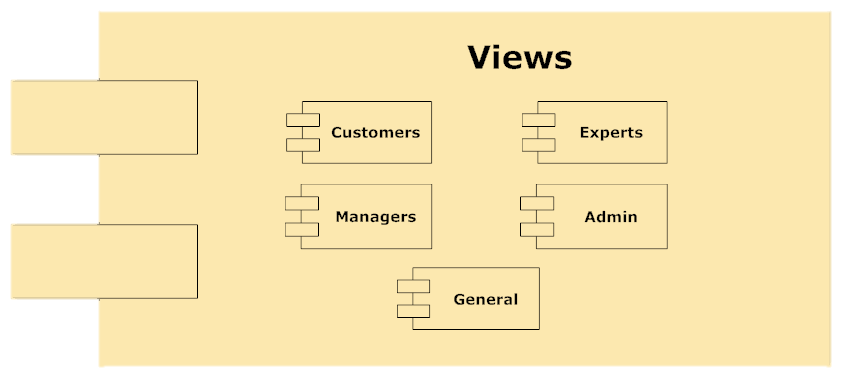 Views
Customers
Experts
Managers
Admin
General